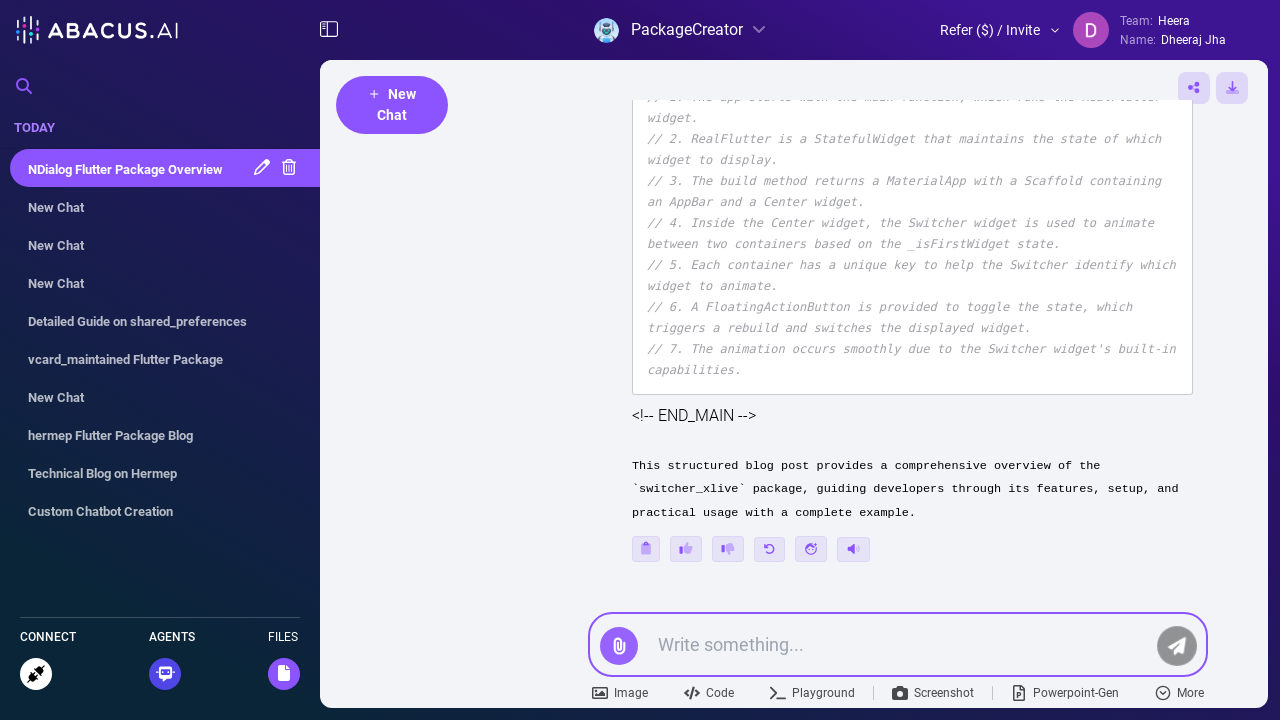 ABACUS.AI
PackageCreator
Refer ($) / Invite
D
Team: Heera
Name: Dheeraj Jha
TODAY
NDialog Flutter Package Overview
New Chat
New Chat
New Chat
Detailed Guide on shared_preferences
vcard_maintained Flutter Package
New Chat
hermep Flutter Package Blog
Technical Blog on Hermep
Custom Chatbot Creation
CONNECT
AGENTS
FILES
+ New
Chat
widget.
// 2. RealFlutter is a StatefulWidget that maintains the state of which
widget to display.
// 3. The build method returns a MaterialApp with a Scaffold containing
an AppBar and a Center widget.
// 4. Inside the Center widget, the Switcher widget is used to animate
between two containers based on the _isFirstWidget state.
// 5. Each container has a unique key to help the Switcher identify which
widget to animate.
// 6. A FloatingActionButton is provided to toggle the state, which
triggers a rebuild and switches the displayed widget.
// 7. The animation occurs smoothly due to the Switcher widget's built-in
capabilities.
<!-- END_MAIN -->
This structured blog post provides a comprehensive overview of the
`switcher_xlive` package, guiding developers through its features, setup, and
practical usage with a complete example.
Write something...
Image
Code
Playground
Screenshot
Powerpoint-Gen
More